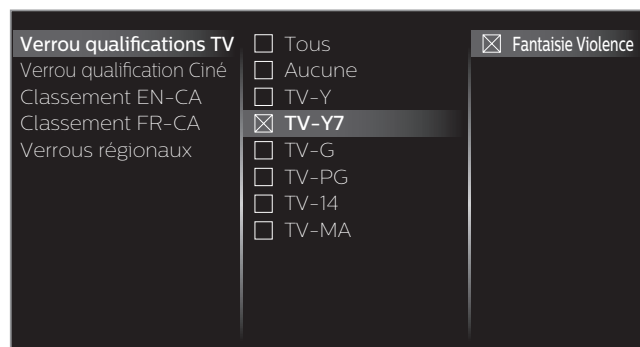 Verrou qualifications TV
Verrou qualification Ciné
Classement EN-CA
Classement FR-CA
Verrous régionaux
Tous
Aucune
TV-Y
TV-Y7
TV-G
TV-PG
TV-14
TV-MA
Fantaisie Violence